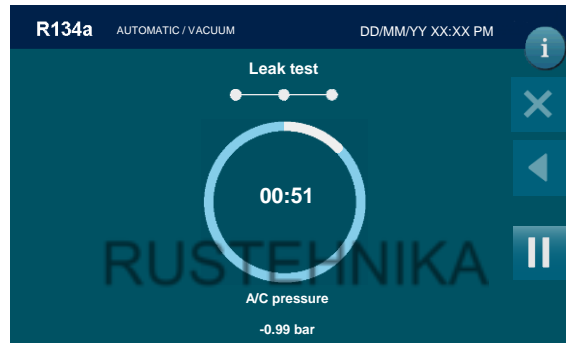 R134a AUTOMATIC / VACUUM DD/MM/YY XX:XX PM
i
Leak test
00:51
RUSTEHNIKA
A/C pressure
-0.99 bar